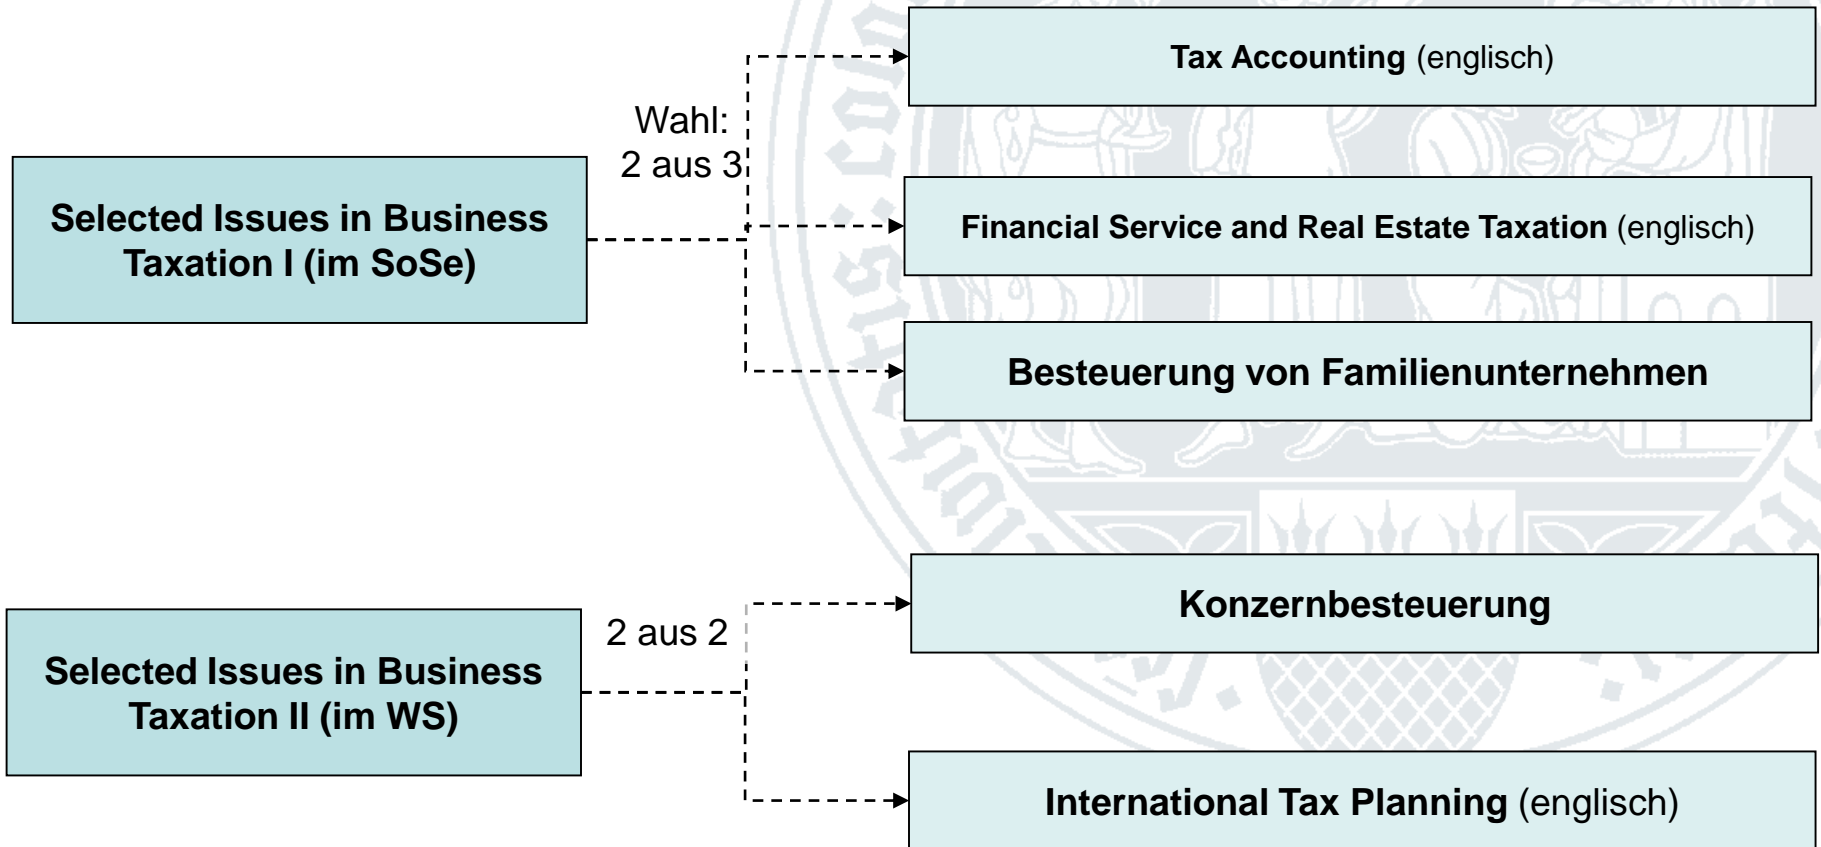 Tax Accounting (englisch)
Wahl:
2 aus 3
Selected Issues in Business
Taxation I (im SoSe)
Financial Service and Real Estate Taxation (englisch)
Besteuerung von Familienunternehmen
Konzernbesteuerung
2 aus 2
Selected Issues in Business
Taxation II (im WS)
International Tax Planning (englisch)